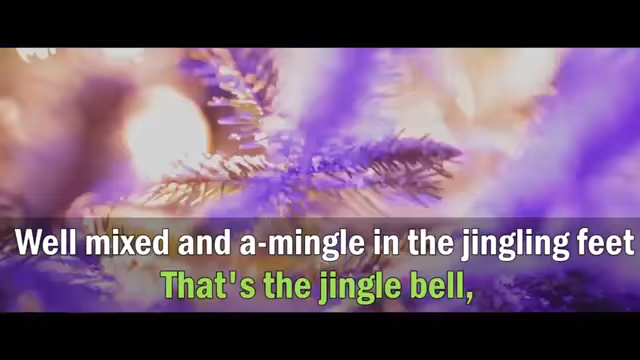 Well mixed and a-mingle in the jingling feet
That's the jingle bell,